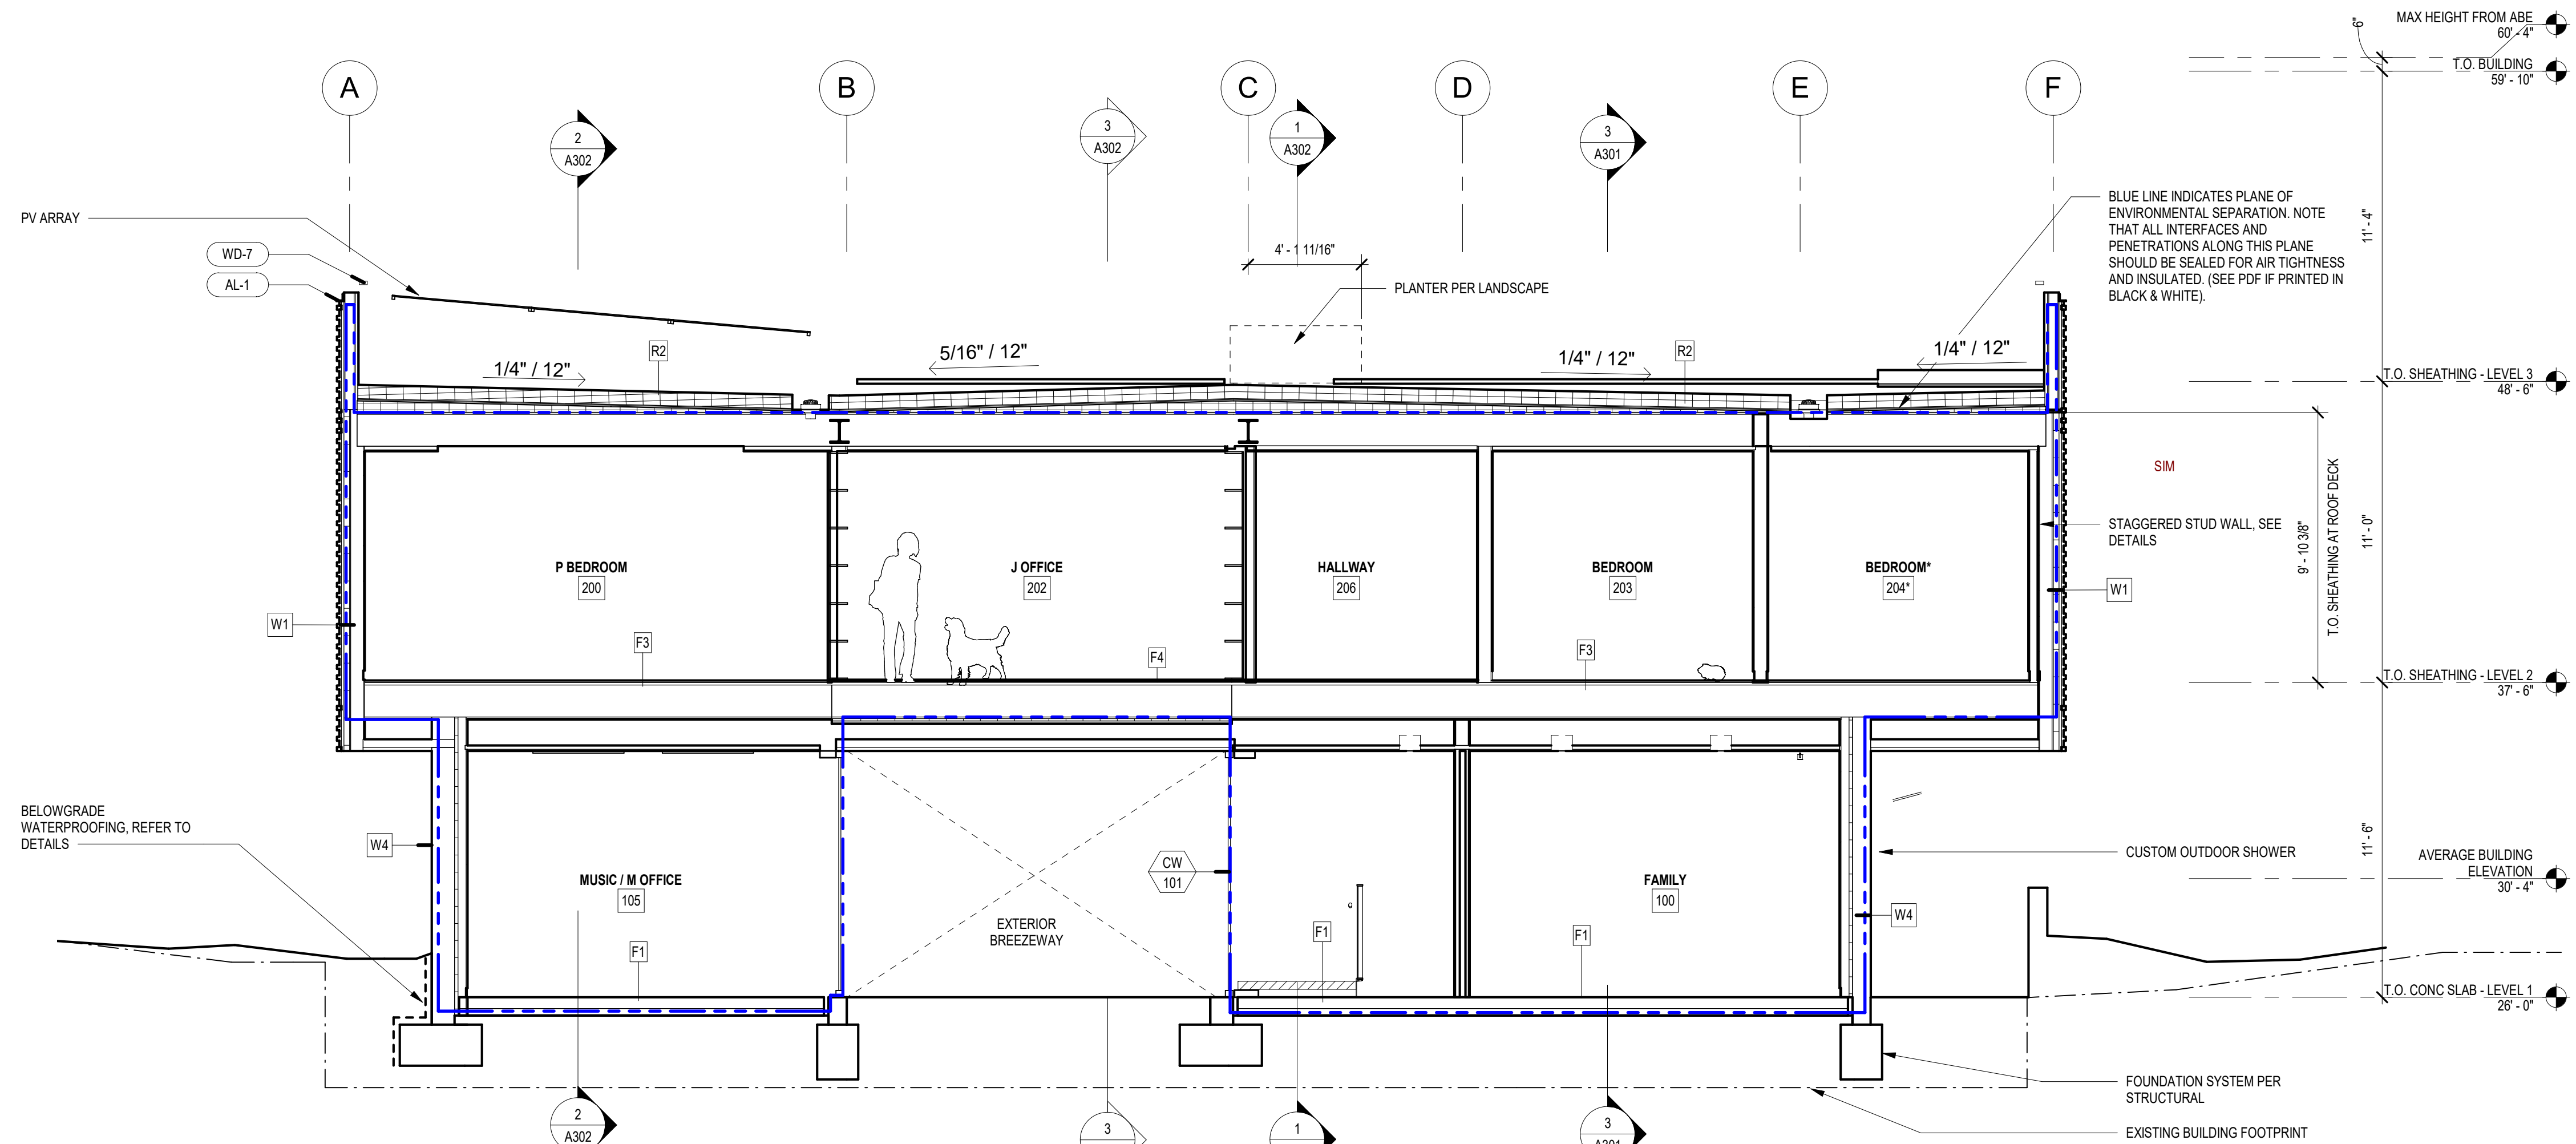 MAX HEIGHT FROM ABE
60' - 4"
6"
T.O. BUILDING
59' - 10"
A
B
C
D
E
F
2
A302
3
A302
1
A302
3
A301
PV ARRAY
WD-7
AL-1
4' - 1 11/16"
PLANTER PER LANDSCAPE
BLUE LINE INDICATES PLANE OF
ENVIRONMENTAL SEPARATION. NOTE
THAT ALL INTERFACES AND
PENETRATIONS ALONG THIS PLANE
SHOULD BE SEALED FOR AIR TIGHTNESS
AND INSULATED. (SEE PDF IF PRINTED IN
BLACK & WHITE).
11' - 4"
1/4" / 12"
R2
5/16" / 12"
1/4" / 12"
R2
1/4" / 12"
T.O. SHEATHING - LEVEL 3
48' - 6"
SIM
STAGGERED STUD WALL, SEE
DETAILS
9' - 10 3/8"
T.O. SHEATHING AT ROOF DECK
11' - 0"
P BEDROOM
200
J OFFICE
202
HALLWAY
206
BEDROOM
203
BEDROOM*
204*
W1
W1
F3
F4
F3
T.O. SHEATHING - LEVEL 2
37' - 6"
BELOWGRADE
WATERPROOFING, REFER TO
DETAILS
W4
MUSIC / M OFFICE
105
CW
101
EXTERIOR
BREEZEWAY
FAMILY
100
CUSTOM OUTDOOR SHOWER
11' - 6"
AVERAGE BUILDING
ELEVATION
30' - 4"
W4
F1
F1
F1
T.O. CONC SLAB - LEVEL 1
26' - 0"
FOUNDATION SYSTEM PER
STRUCTURAL
2
A302
3
1
3
A301
EXISTING BUILDING FOOTPRINT